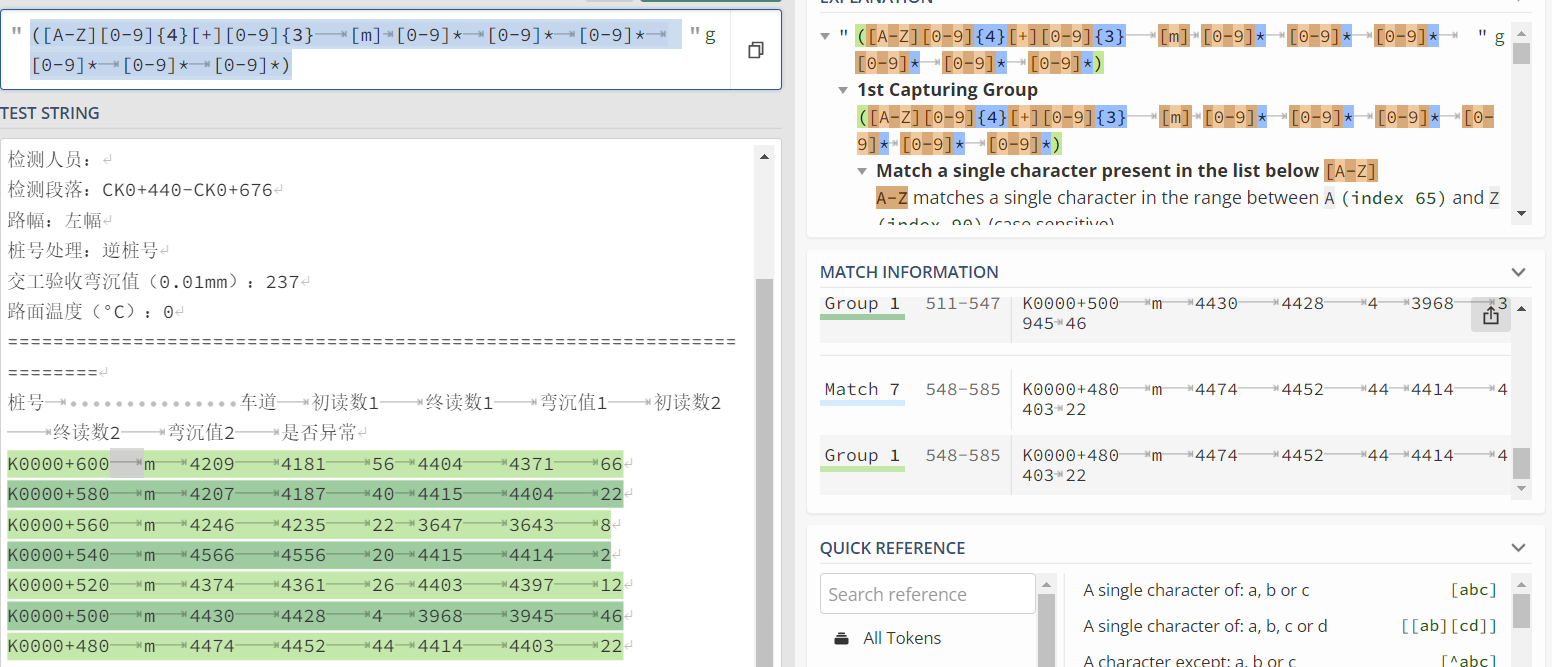 EXPLANATION
" ([A-Z][0-9]{4}[+][0-9]{3}	[m]	[0-9]*	[0-9]*	[0-9]*	" g
[0-9]*	[0-9]*	[0-9]*)
TEST STRING
检测人员：
检测段落：CK0+440-CK0+676
路幅：左幅
桩号处理：逆桩号
交工验收弯沉值（0.01mm）：237
路面温度（°C）：0
================================================================
========
桩号	···············车道	初读数1	终读数1	弯沉值1	初读数2
	终读数2	弯沉值2	是否异常
K0000+600	m	4209	4181	56	4404	4371	66
K0000+580	m	4207	4187	40	4415	4404	22
K0000+560	m	4246	4235	22	3647	3643	8
K0000+540	m	4566	4556	20	4415	4414	2
K0000+520	m	4374	4361	26	4403	4397	12
K0000+500	m	4430	4428	4	3968	3945	46
K0000+480	m	4474	4452	44	4414	4403	22
" ([A-Z][0-9]{4}[+][0-9]{3}	[m]	[0-9]*	[0-9]*	[0-9]*	" g
[0-9]*	[0-9]*	[0-9]*)
1st Capturing Group
([A-Z][0-9]{4}[+][0-9]{3}	[m]	[0-9]*	[0-9]*	[0-9]*	[0-
9]*	[0-9]*	[0-9]*)
Match a single character present in the list below [A-Z]
A-Z matches a single character in the range between A (index 65) and Z
(index 90) (case sensitive)
MATCH INFORMATION
Group 1	511-547	K0000+500	m	4430	4428	4	3968	3
945	46
Match 7	548-585	K0000+480	m	4474	4452	44	4414	4
403	22
Group 1	548-585	K0000+480	m	4474	4452	44	4414	4
403	22
QUICK REFERENCE
Search reference
All Tokens
A single character of: a, b or c	[abc]
A single character of: a, b, c or d	[[ab][cd]]
A character except: a, b or c	[^abc]